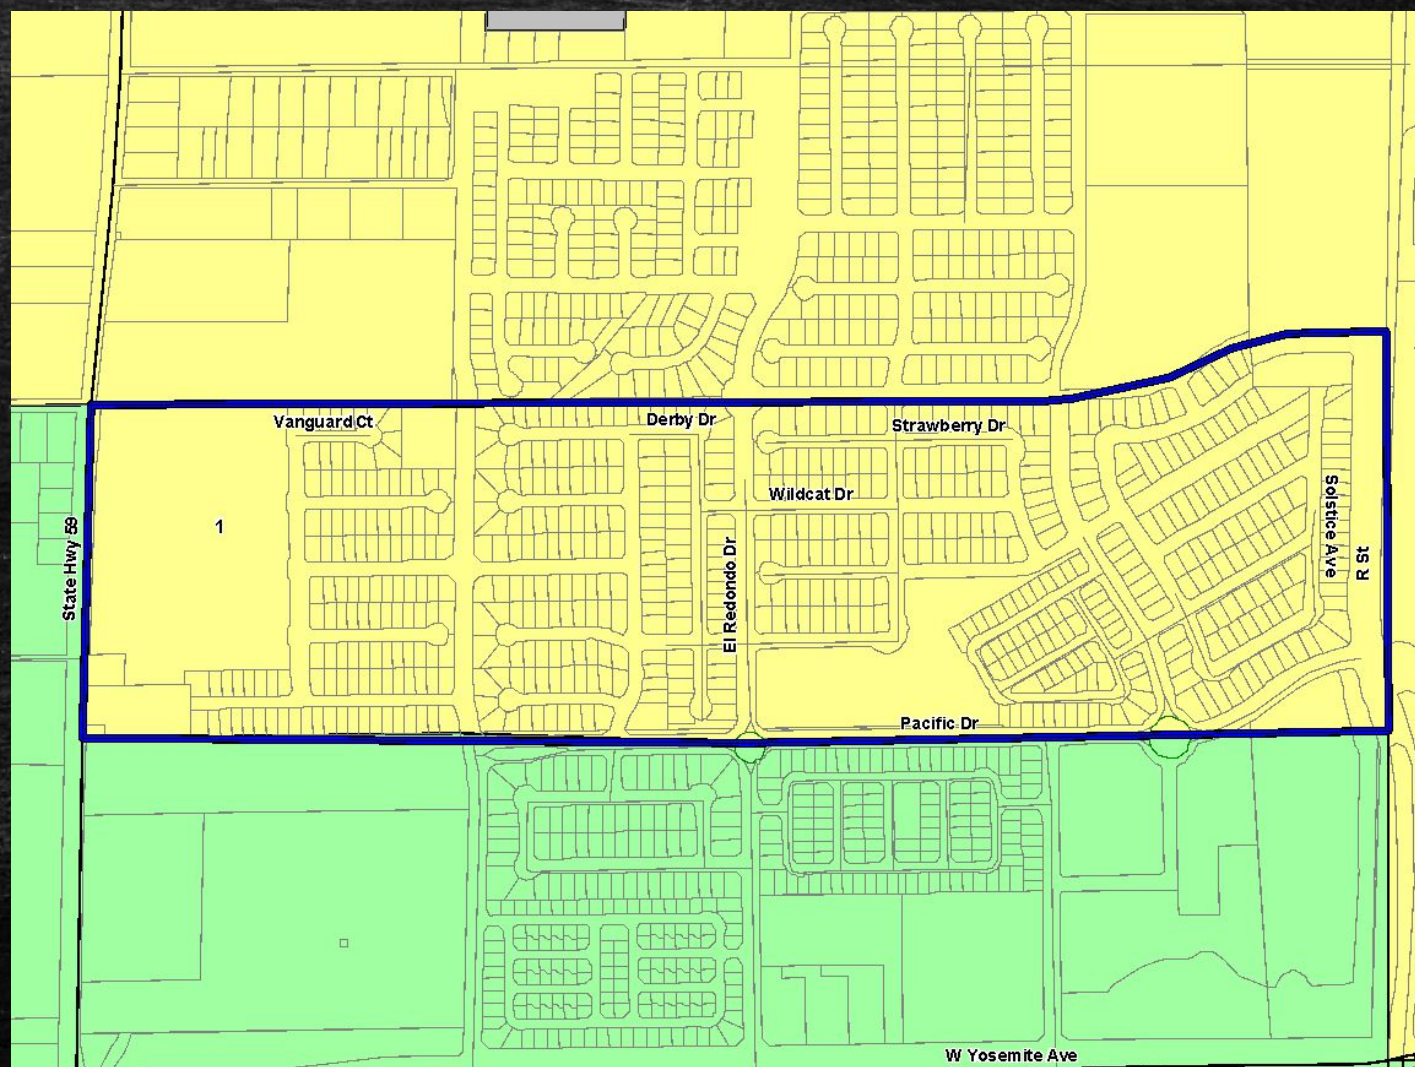 Vanguard Ct
Derby Dr
Strawberry Dr
Wildcat Dr
1
State Hwy 59
El Redondo Dr
Solstice Ave
R St
Pacific Dr
W Yosemite Ave